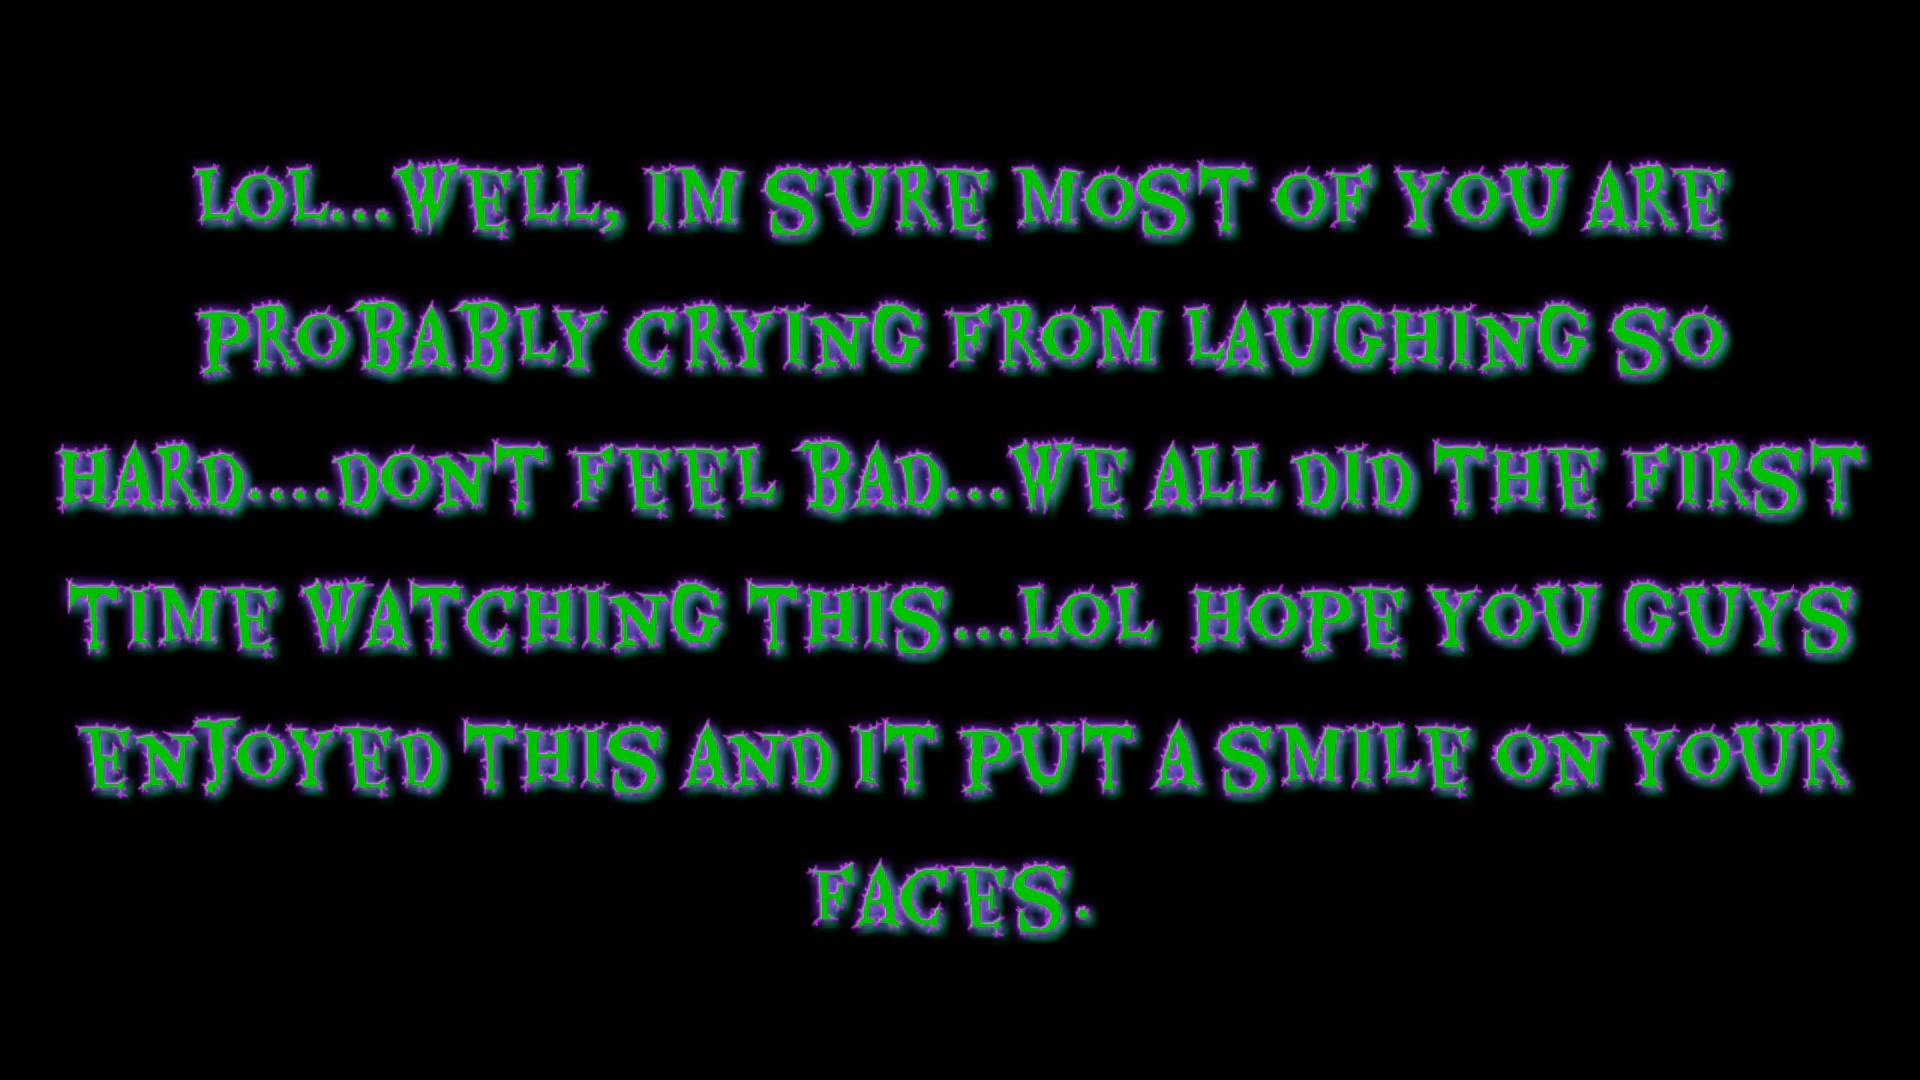 LOL...WELL, IM SURE MOST OF YOU ARE
PROBABLY CRYING FROM LAUGHING SO
HARD....DONT FEEL BAD...WE ALL DID THE FIRST
TIME WATCHING THIS...LOL HOPE YOU GUYS
ENJOYED THIS AND IT PUT A SMILE ON YOUR
FACES.